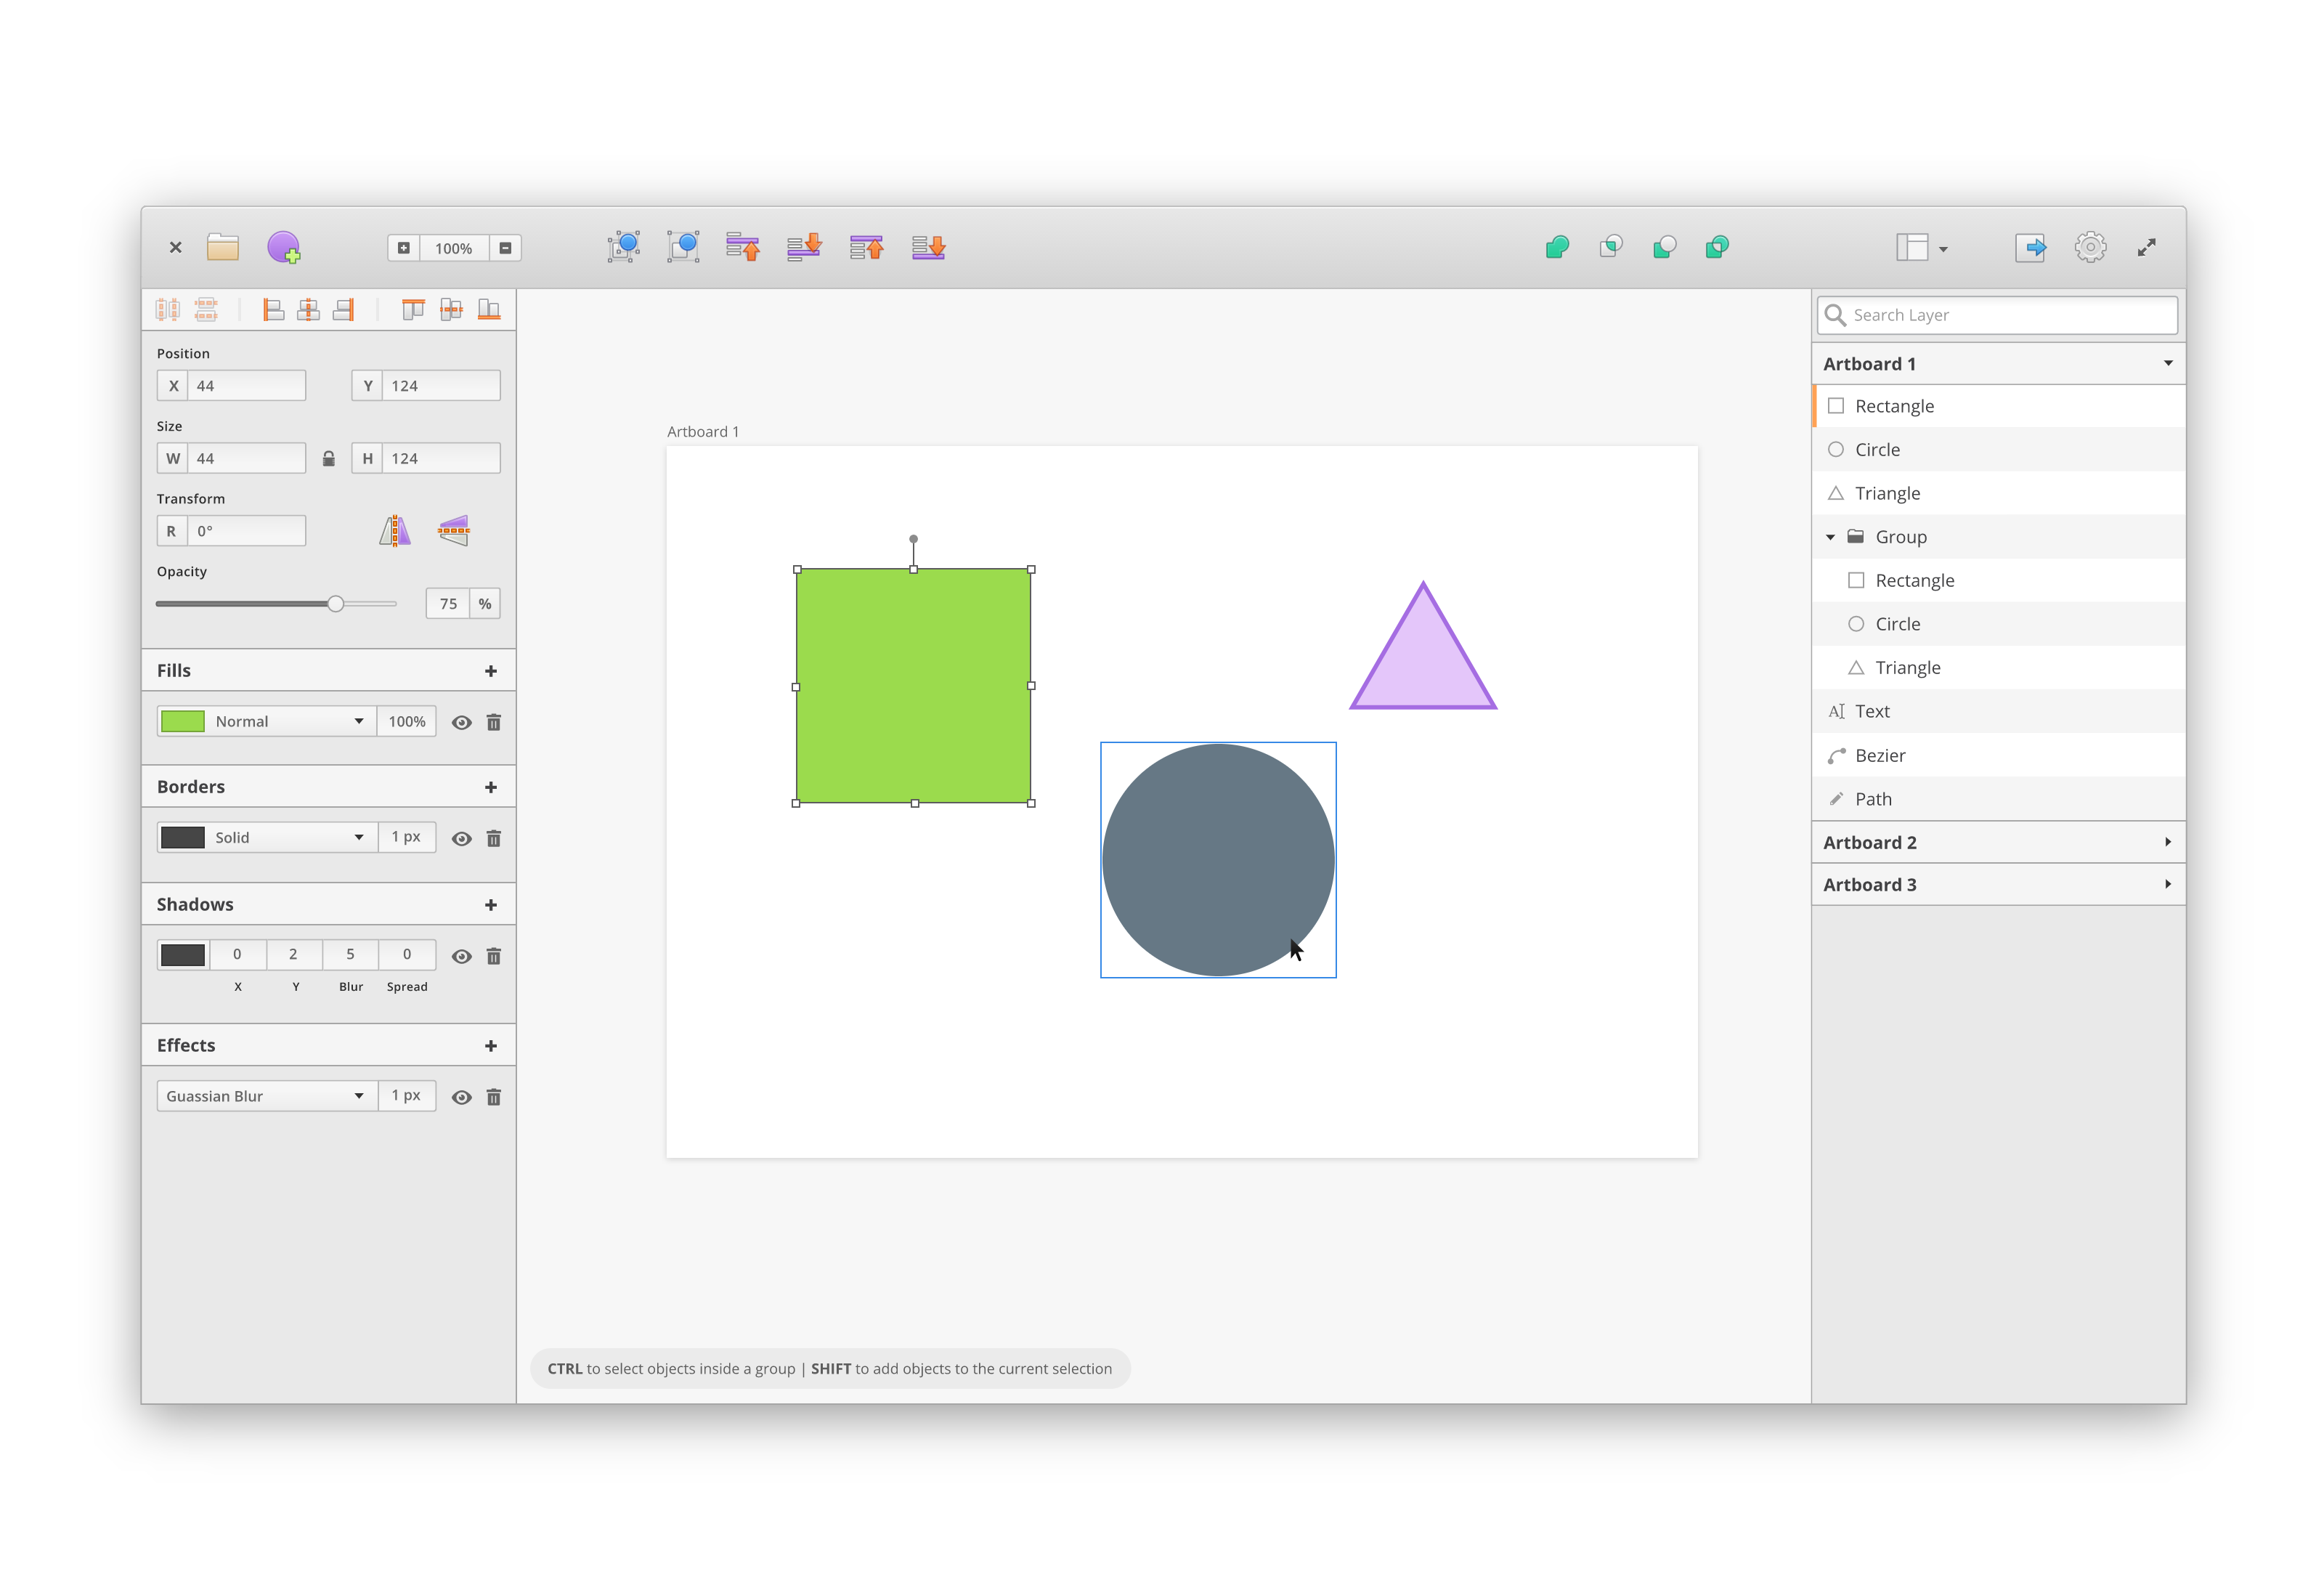 100%
Position
X 44 Y 124
Size
W 44 H 124
Transform
R 0°
Opacity
75 %
Fills
Normal 100%
Borders
Solid 1 px
Shadows
0 2 5 0
X Y Blur Spread
Effects
Guassian Blur 1 px
Artboard 1
CTRL to select objects inside a group | SHIFT to add objects to the current selection
Search Layer
Artboard 1
Rectangle
Circle
Triangle
Group
Rectangle
Circle
Triangle
Text
Bezier
Path
Artboard 2
Artboard 3